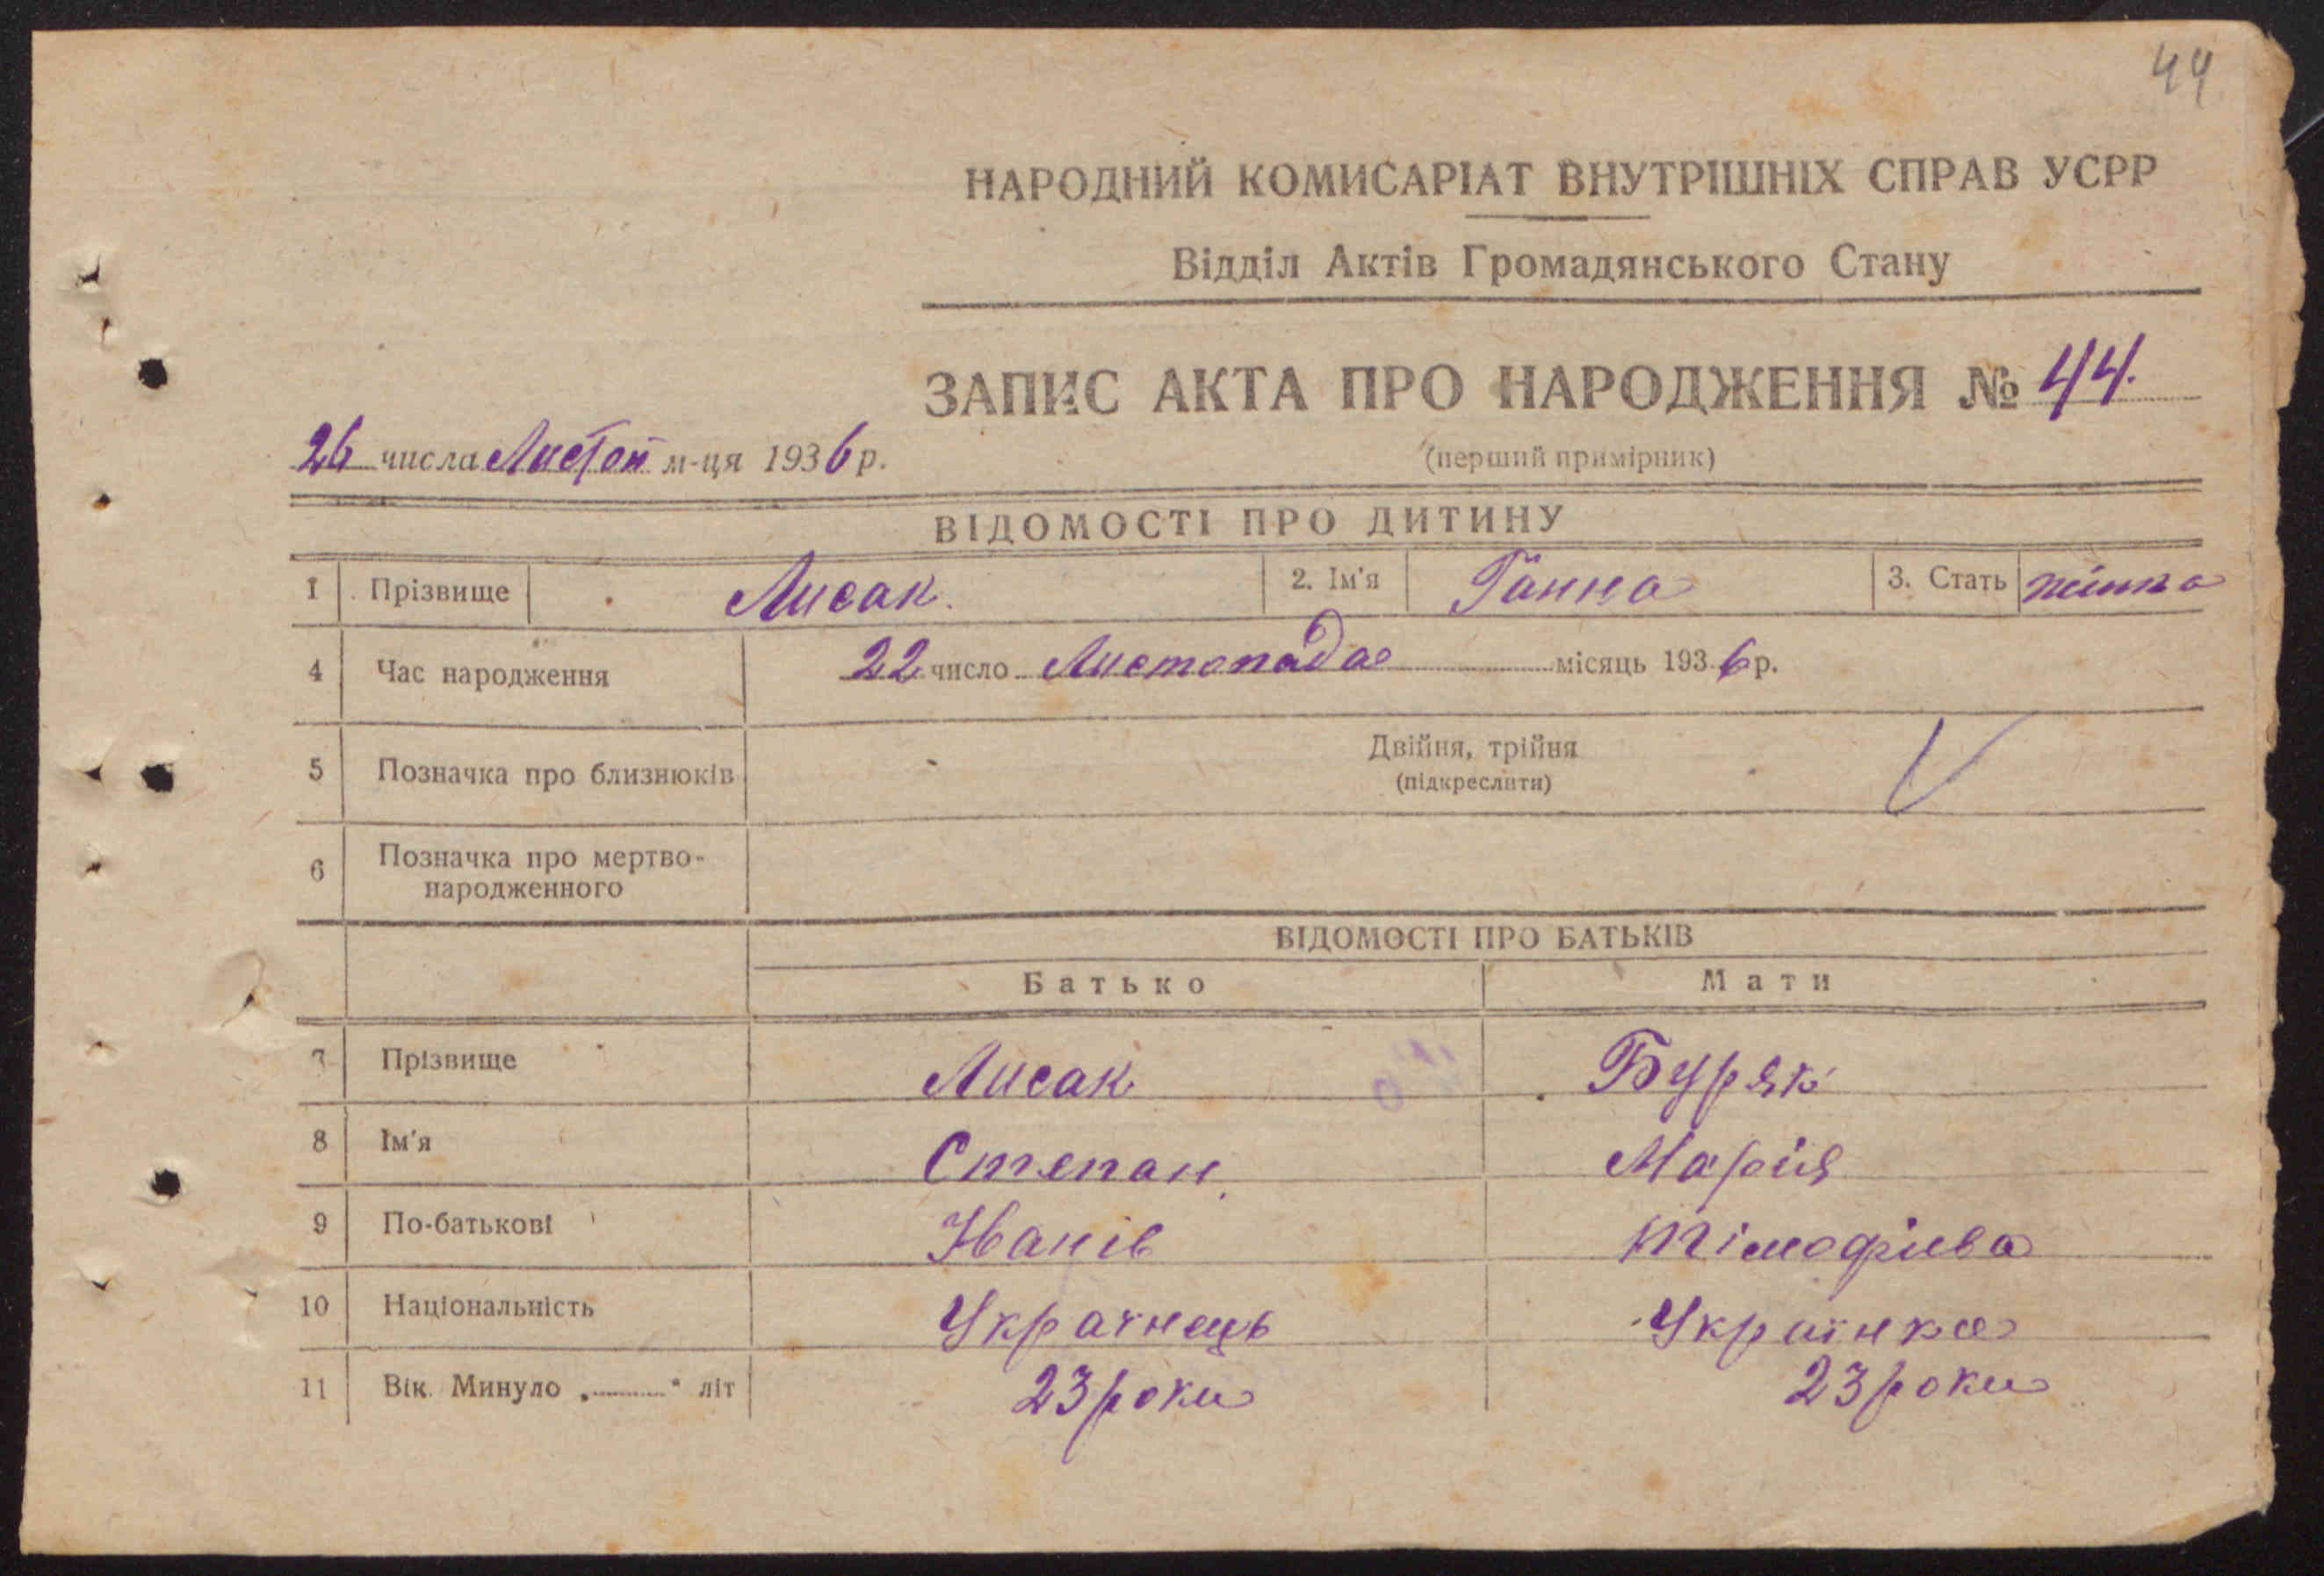 44
НАРОДНИЙ КОМИСАРІАТ ВНУТРІШНІХ СПРАВ УСРР
Відділ Актів Громадянського Стану
ЗАПИС АКТА ПРО НАРОДЖЕННЯ № 44.
26 числа Листоп м-ця 1936 р.
(перший примірник)
ВІДОМОСТІ ПРО ДИТИНУ
1 Прізвище Лисак. 2. Ім'я Ганна 3. Стать жінка
4 Час народження 22 число Листопада місяць 1936 р.
5 Позначка про близнюків Двійня, трійня
(підкреслити)
6 Позначка про мертво-
народженного
ВІДОМОСТІ ПРО БАТЬКІВ
Батько Мати
7 Прізвище Лисак Буряк
8 Ім'я Степан Марія
9 По-батькові Іванів Тімофіева
10 Національність Українець Українка
11 Вік. Минуло „ “ літ 23 роки 23 роки